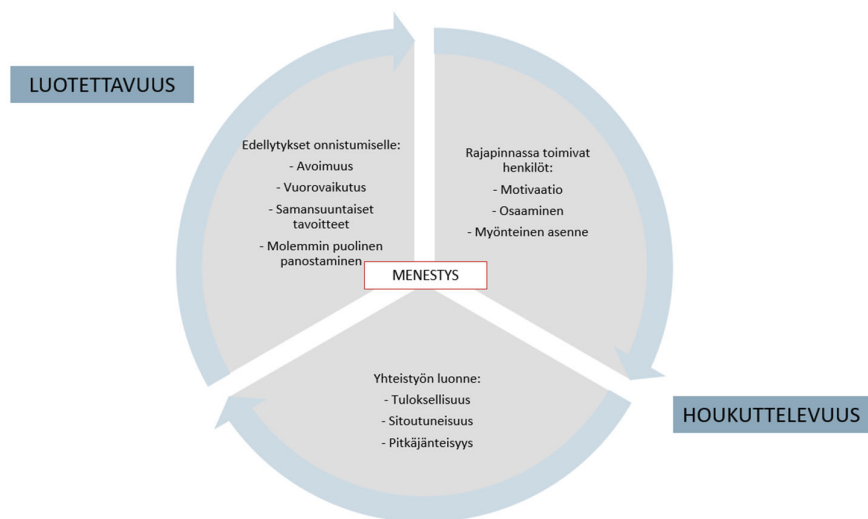 LUOTETTAVUUS
Edellytykset onnistumiselle:
- Avoimuus
- Vuorovaikutus
- Samansuuntaiset
tavoitteet
- Molemmin puolinen
panostaminen
Rajapinnassa toimivat
henkilöt:
- Motivaatio
- Osaaminen
- Myönteinen asenne
MENESTYS
Yhteistyön luonne:
- Tuloksellisuus
- Sitoutuneisuus
- Pitkäjänteisyys
HOUKUTTELEVUUS